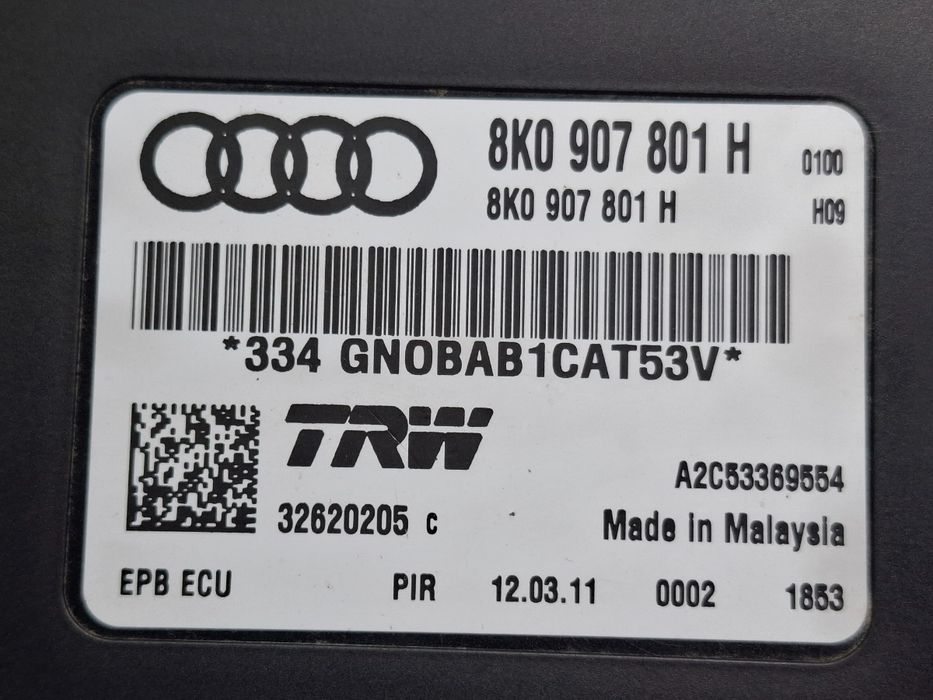 8K0 907 801 H 0100
8K0 907 801 H H09
*334 GN0BAB1CAT53V*
TRW
A2C53369554
32620205 c Made in Malaysia
EPB ECU PIR 12.03.11 0002 1853